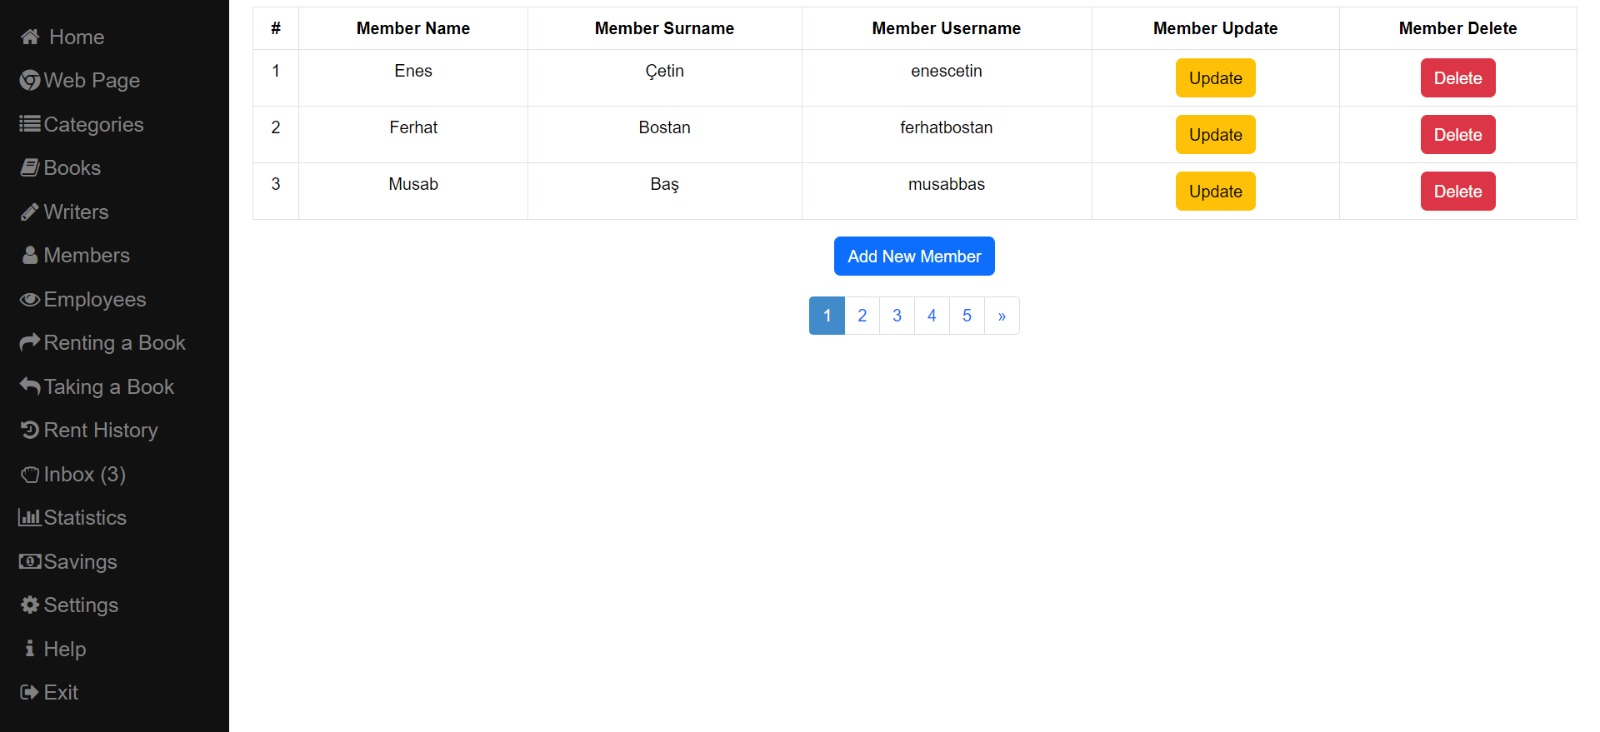 Home
Web Page
Categories
Books
Writers
Members
Employees
Renting a Book
Taking a Book
Rent History
Inbox (3)
Statistics
Savings
Settings
Help
Exit
# Member Name Member Surname Member Username Member Update Member Delete
1 Enes Çetin enescetin Update Delete
2 Ferhat Bostan ferhatbostan Update Delete
3 Musab Baş musabbas Update Delete
Add New Member
1 2 3 4 5 »